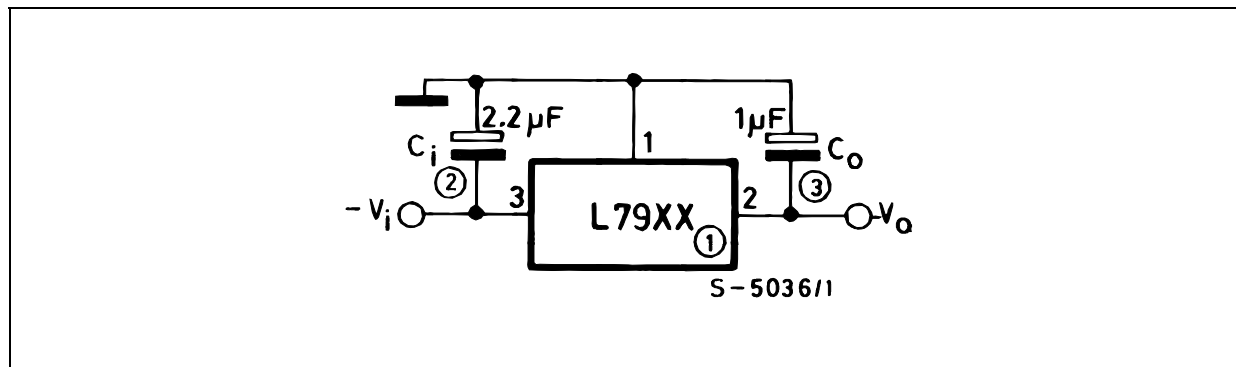 2.2µF
1µF
1
Ci
Co
②
③
3
2
-Vi
L79XX
①
-Vo
S-5036/1